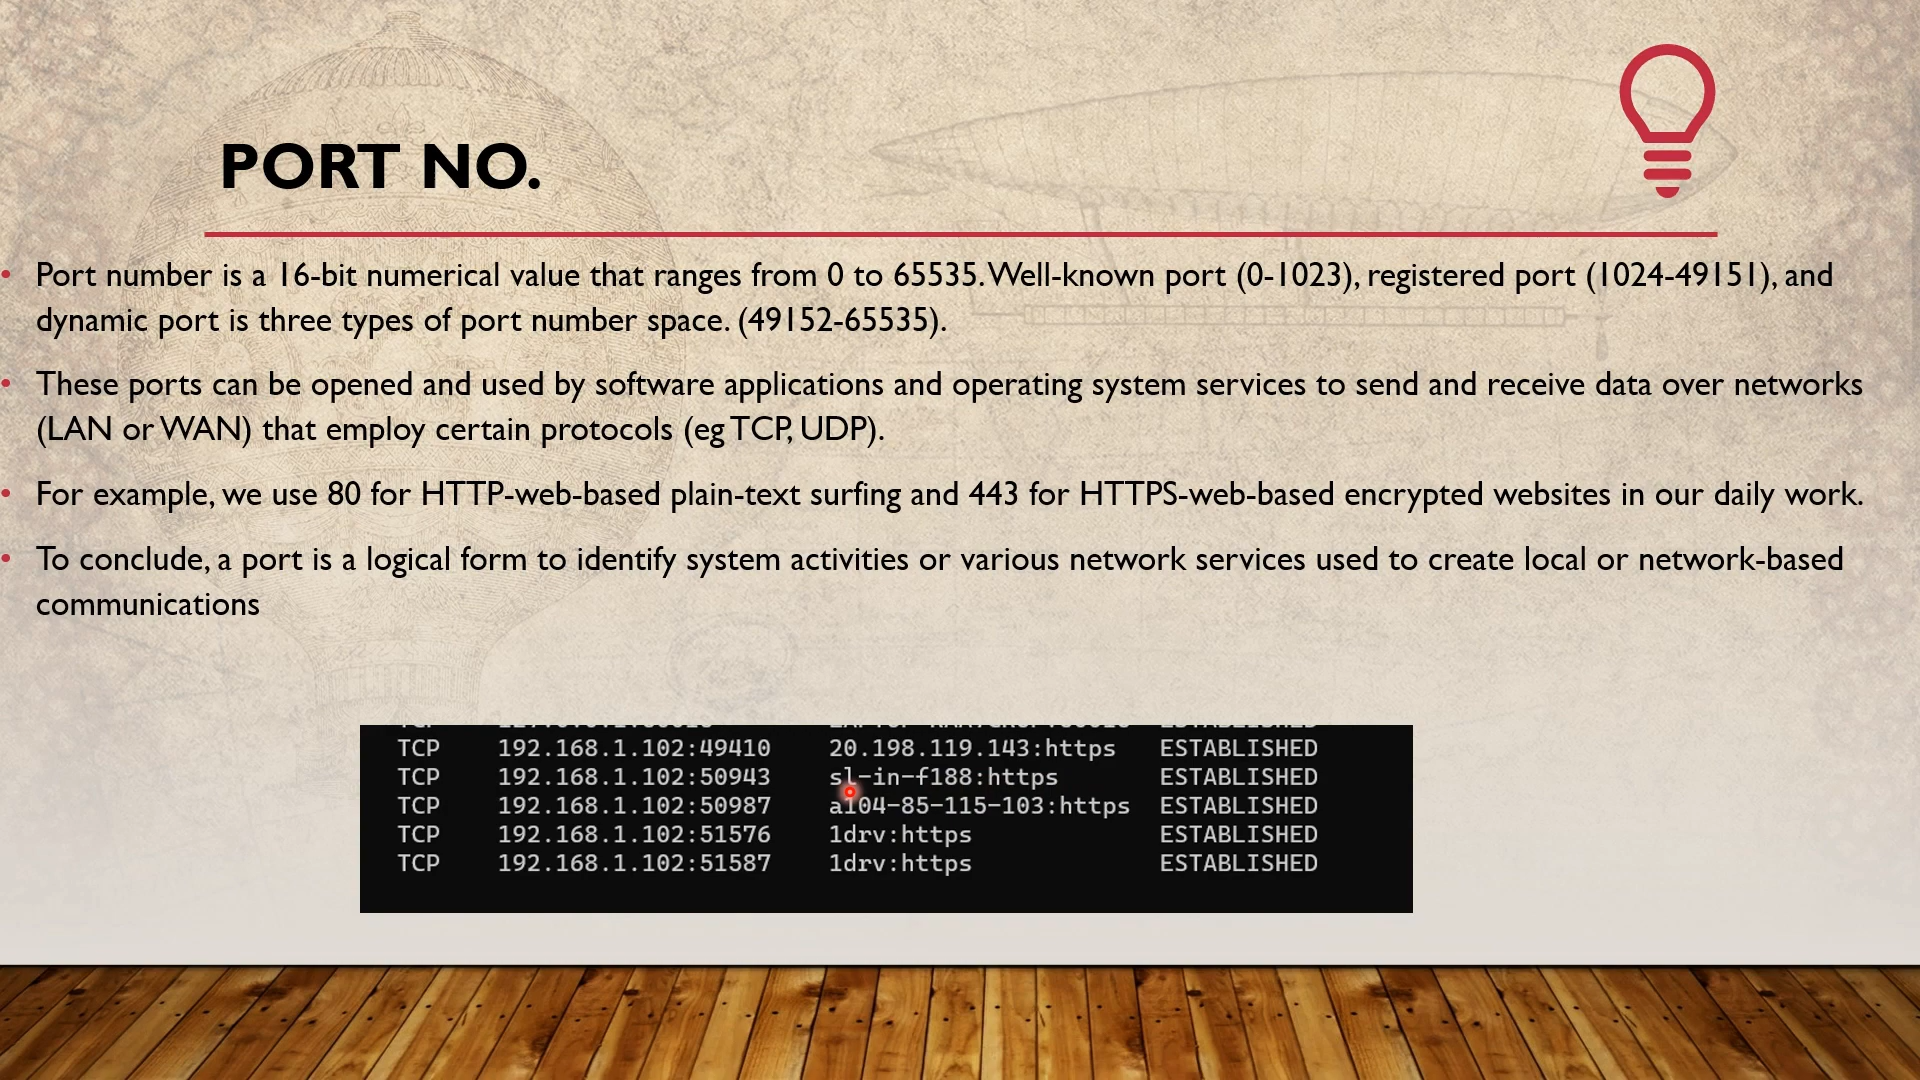 PORT NO.
• Port number is a 16-bit numerical value that ranges from 0 to 65535. Well-known port (0-1023), registered port (1024-49151), and
dynamic port is three types of port number space. (49152-65535).
• These ports can be opened and used by software applications and operating system services to send and receive data over networks
(LAN or WAN) that employ certain protocols (eg TCP, UDP).
• For example, we use 80 for HTTP-web-based plain-text surfing and 443 for HTTPS-web-based encrypted websites in our daily work.
• To conclude, a port is a logical form to identify system activities or various network services used to create local or network-based
communications
TCP 192.168.1.102:49410 20.198.119.143:https ESTABLISHED
TCP 192.168.1.102:50943 sl-in-f188:https ESTABLISHED
TCP 192.168.1.102:50987 a104-85-115-103:https ESTABLISHED
TCP 192.168.1.102:51576 1drv:https ESTABLISHED
TCP 192.168.1.102:51587 1drv:https ESTABLISHED